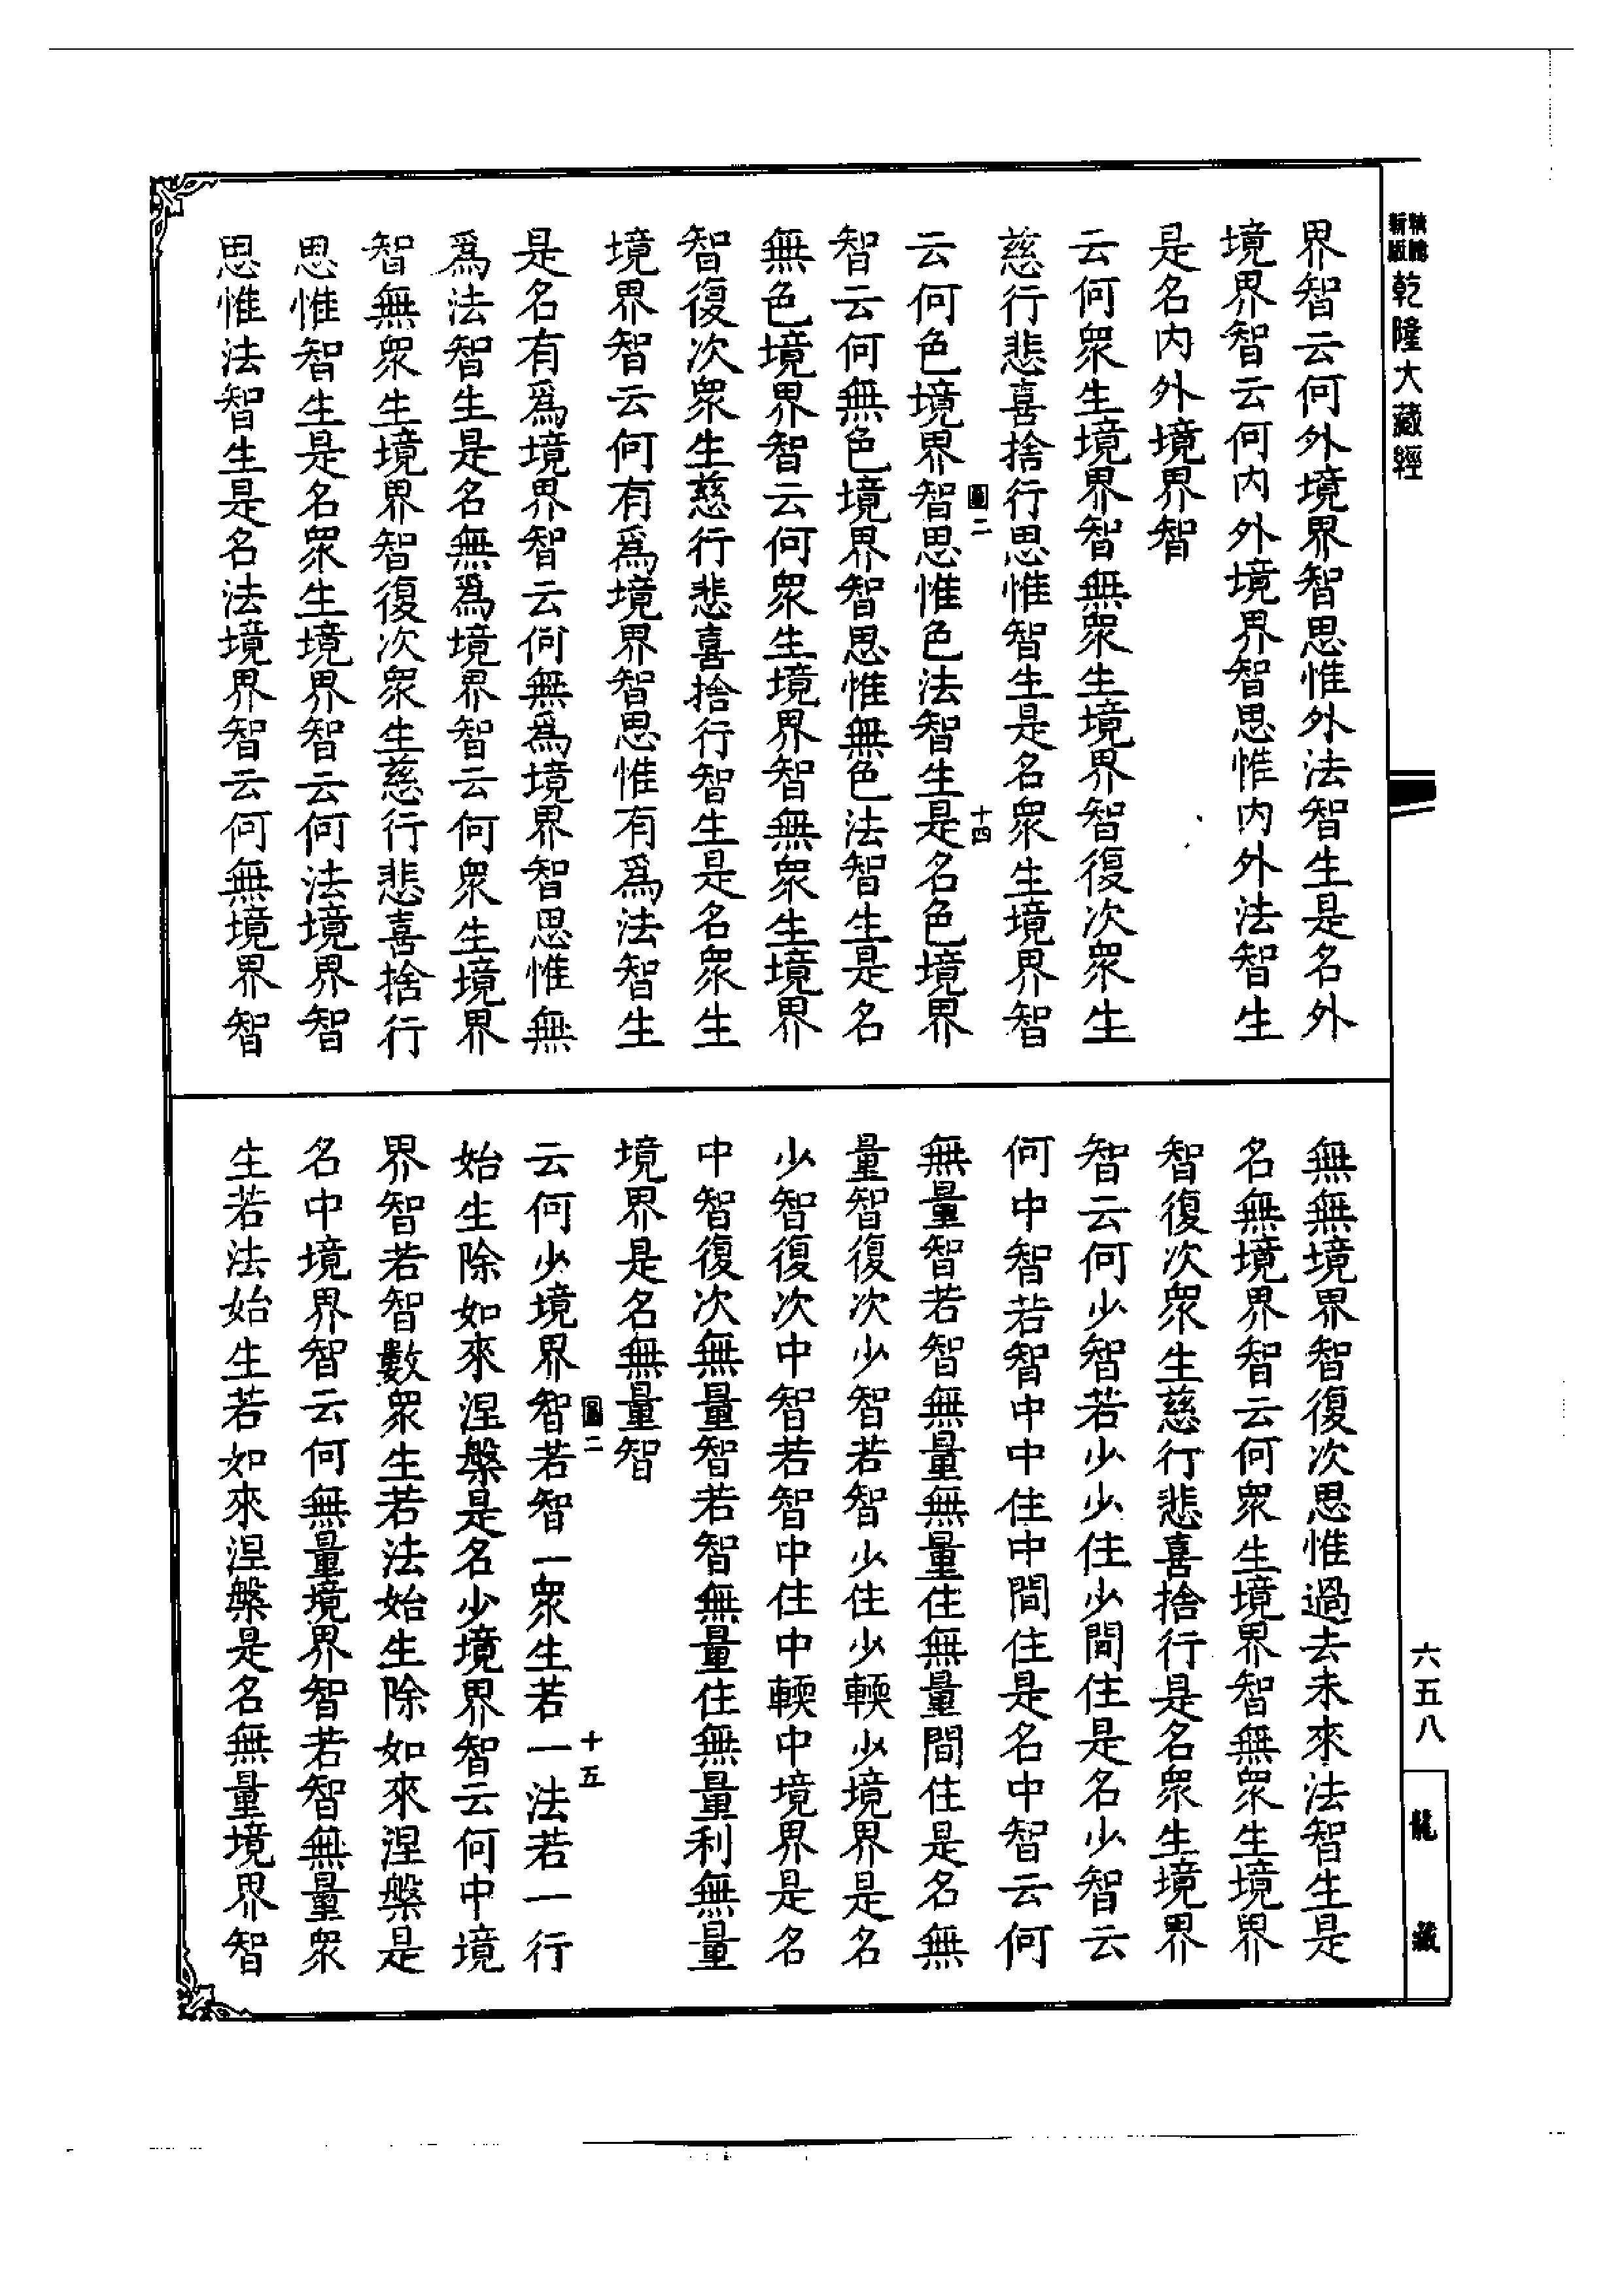 乾隆大藏經
界智云何外境界智思惟外法智生是名外
境界智云何内外境界智思惟内外法智生
是名内外境界智
云何衆生境界智無衆生境界智復次衆生
慈行悲喜捨行思惟智生是名衆生境界智
二 十四
云何色境界智思惟色法智生是名色境界
智云何無色境界智思惟無色法智生是名
無色境界智云何衆生境界智無衆生境界
智復次衆生慈行悲喜捨行智生是名衆生
境界智云何有爲境界智思惟有爲法智生
是名有爲境界智云何無爲境界智思惟無
爲法智生是名無爲境界智云何衆生境界
智無衆生境界智復次衆生慈行悲喜捨行
思惟智生是名衆生境界智云何法境界智
思惟法智生是名法境界智云何無境界智
無無境界智復次思惟過去未來法智生是
名無境界智云何衆生境界智無衆生境界
智復次衆生慈行悲喜捨行是名衆生境界
智云何少智若少少住少間住是名少智云
何中智若智中中住中間住是名中智云何
無量智若智無量無量住無量間住是名無
量智復次少智若智少住少輭少境界是名
少智復次中智若智中住中輭中境界是名
中智復次無量智若智無量住無量利無量
境界是名無量智
二 十五
云何少境界智若智一衆生若一法若一行
始生除如來涅槃是名少境界智云何中境
界智若智數衆生若法始生除如來涅槃是
名中境界智云何無量境界智若智無量衆
生若法始生若如來涅槃是名無量境界智
六五八
龍藏